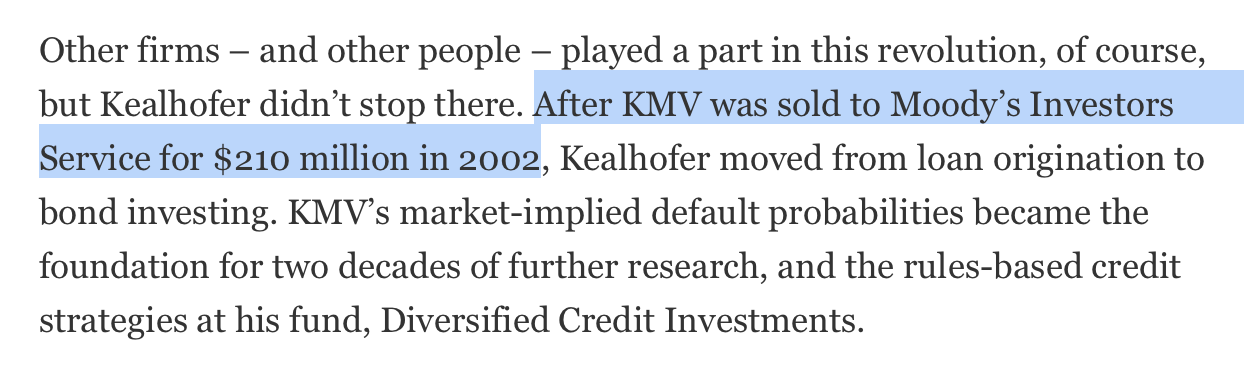 Other firms – and other people – played a part in this revolution, of course,
but Kealhofer didn’t stop there. After KMV was sold to Moody’s Investors
Service for $210 million in 2002, Kealhofer moved from loan origination to
bond investing. KMV’s market-implied default probabilities became the
foundation for two decades of further research, and the rules-based credit
strategies at his fund, Diversified Credit Investments.